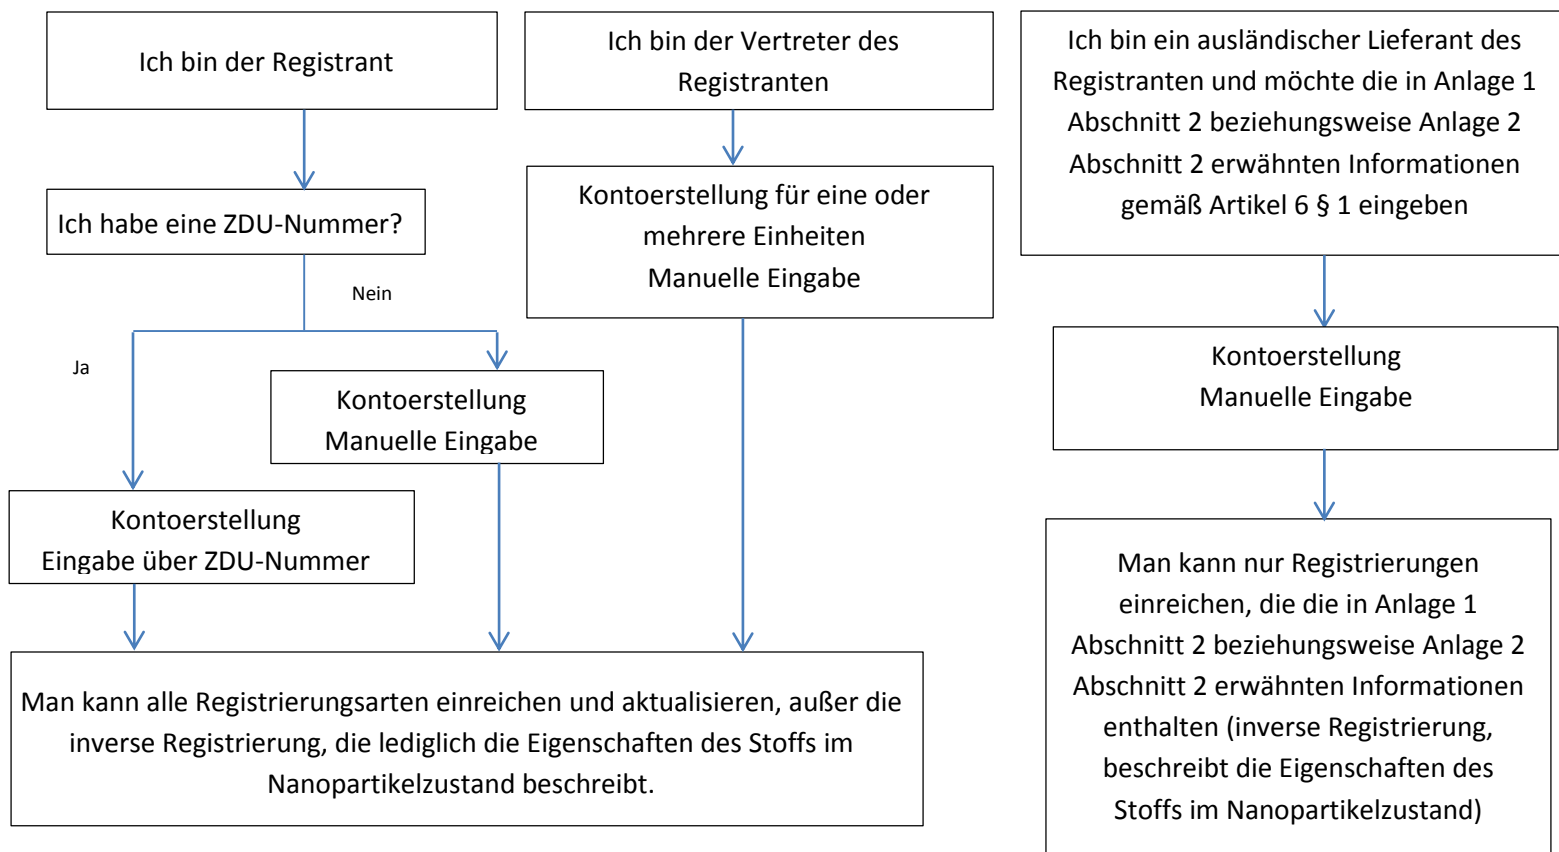 Ich bin der Registrant
Ich habe eine ZDU-Nummer?
Nein
Ja
Kontoerstellung
Manuelle Eingabe
Kontoerstellung
Eingabe über ZDU-Nummer
Ich bin der Vertreter des
Registranten
Kontoerstellung für eine oder
mehrere Einheiten
Manuelle Eingabe
Man kann alle Registrierungsarten einreichen und aktualisieren, außer die
inverse Registrierung, die lediglich die Eigenschaften des Stoffs im
Nanopartikelzustand beschreibt.
Ich bin ein ausländischer Lieferant des
Registranten und möchte die in Anlage 1
Abschnitt 2 beziehungsweise Anlage 2
Abschnitt 2 erwähnten Informationen
gemäß Artikel 6 § 1 eingeben
Kontoerstellung
Manuelle Eingabe
Man kann nur Registrierungen
einreichen, die die in Anlage 1
Abschnitt 2 beziehungsweise Anlage 2
Abschnitt 2 erwähnten Informationen
enthalten (inverse Registrierung,
beschreibt die Eigenschaften des
Stoffs im Nanopartikelzustand)